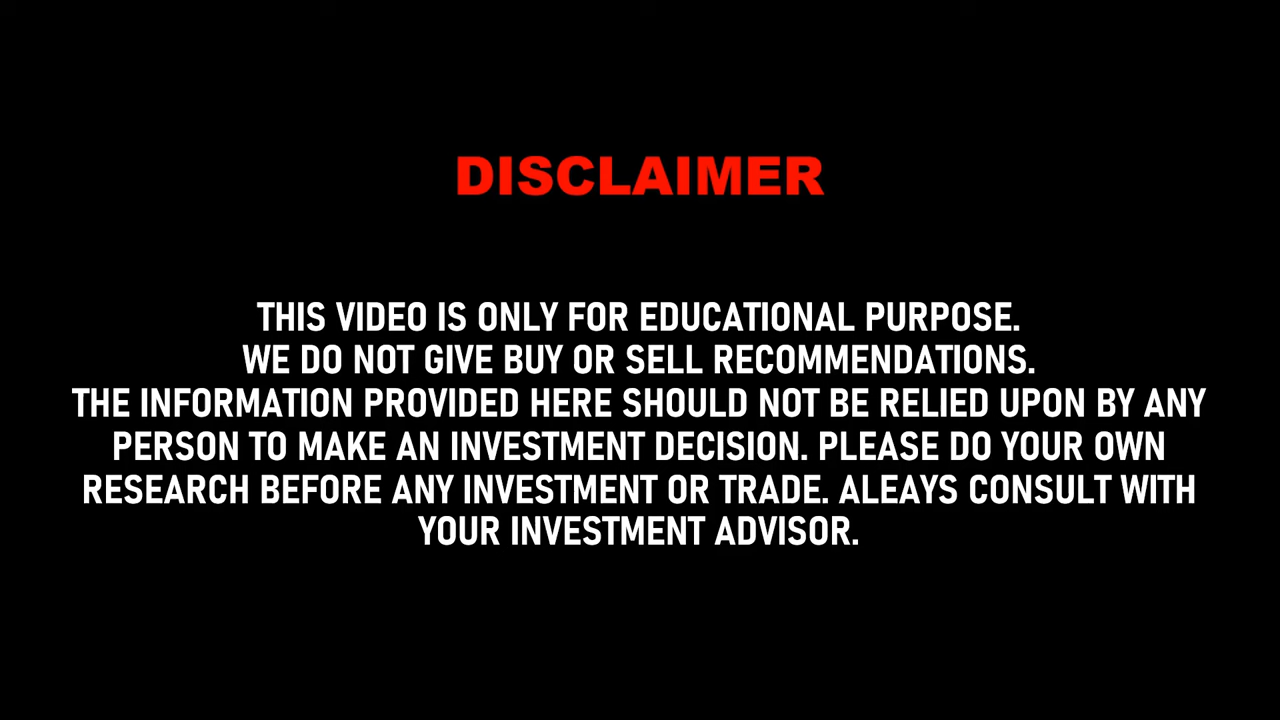 DISCLAIMER
THIS VIDEO IS ONLY FOR EDUCATIONAL PURPOSE.
WE DO NOT GIVE BUY OR SELL RECOMMENDATIONS.
THE INFORMATION PROVIDED HERE SHOULD NOT BE RELIED UPON BY ANY
PERSON TO MAKE AN INVESTMENT DECISION. PLEASE DO YOUR OWN
RESEARCH BEFORE ANY INVESTMENT OR TRADE. ALEAYS CONSULT WITH
YOUR INVESTMENT ADVISOR.